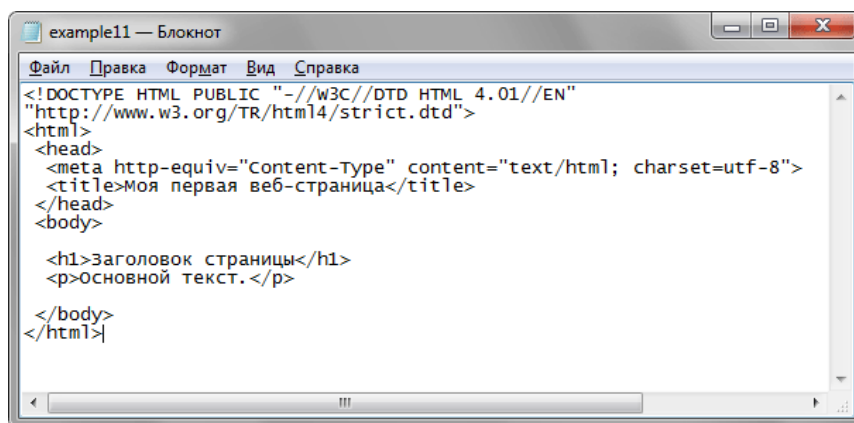 example11 — Блокнот
Файл Правка Формат Вид Справка
<!DOCTYPE HTML PUBLIC "-//W3C//DTD HTML 4.01//EN"
"http://www.w3.org/TR/html4/strict.dtd">
<html>
 <head>
  <meta http-equiv="Content-Type" content="text/html; charset=utf-8">
  <title>Моя первая веб-страница</title>
 </head>
 <body>

  <h1>Заголовок страницы</h1>
  <p>Основной текст.</p>

 </body>
</html>